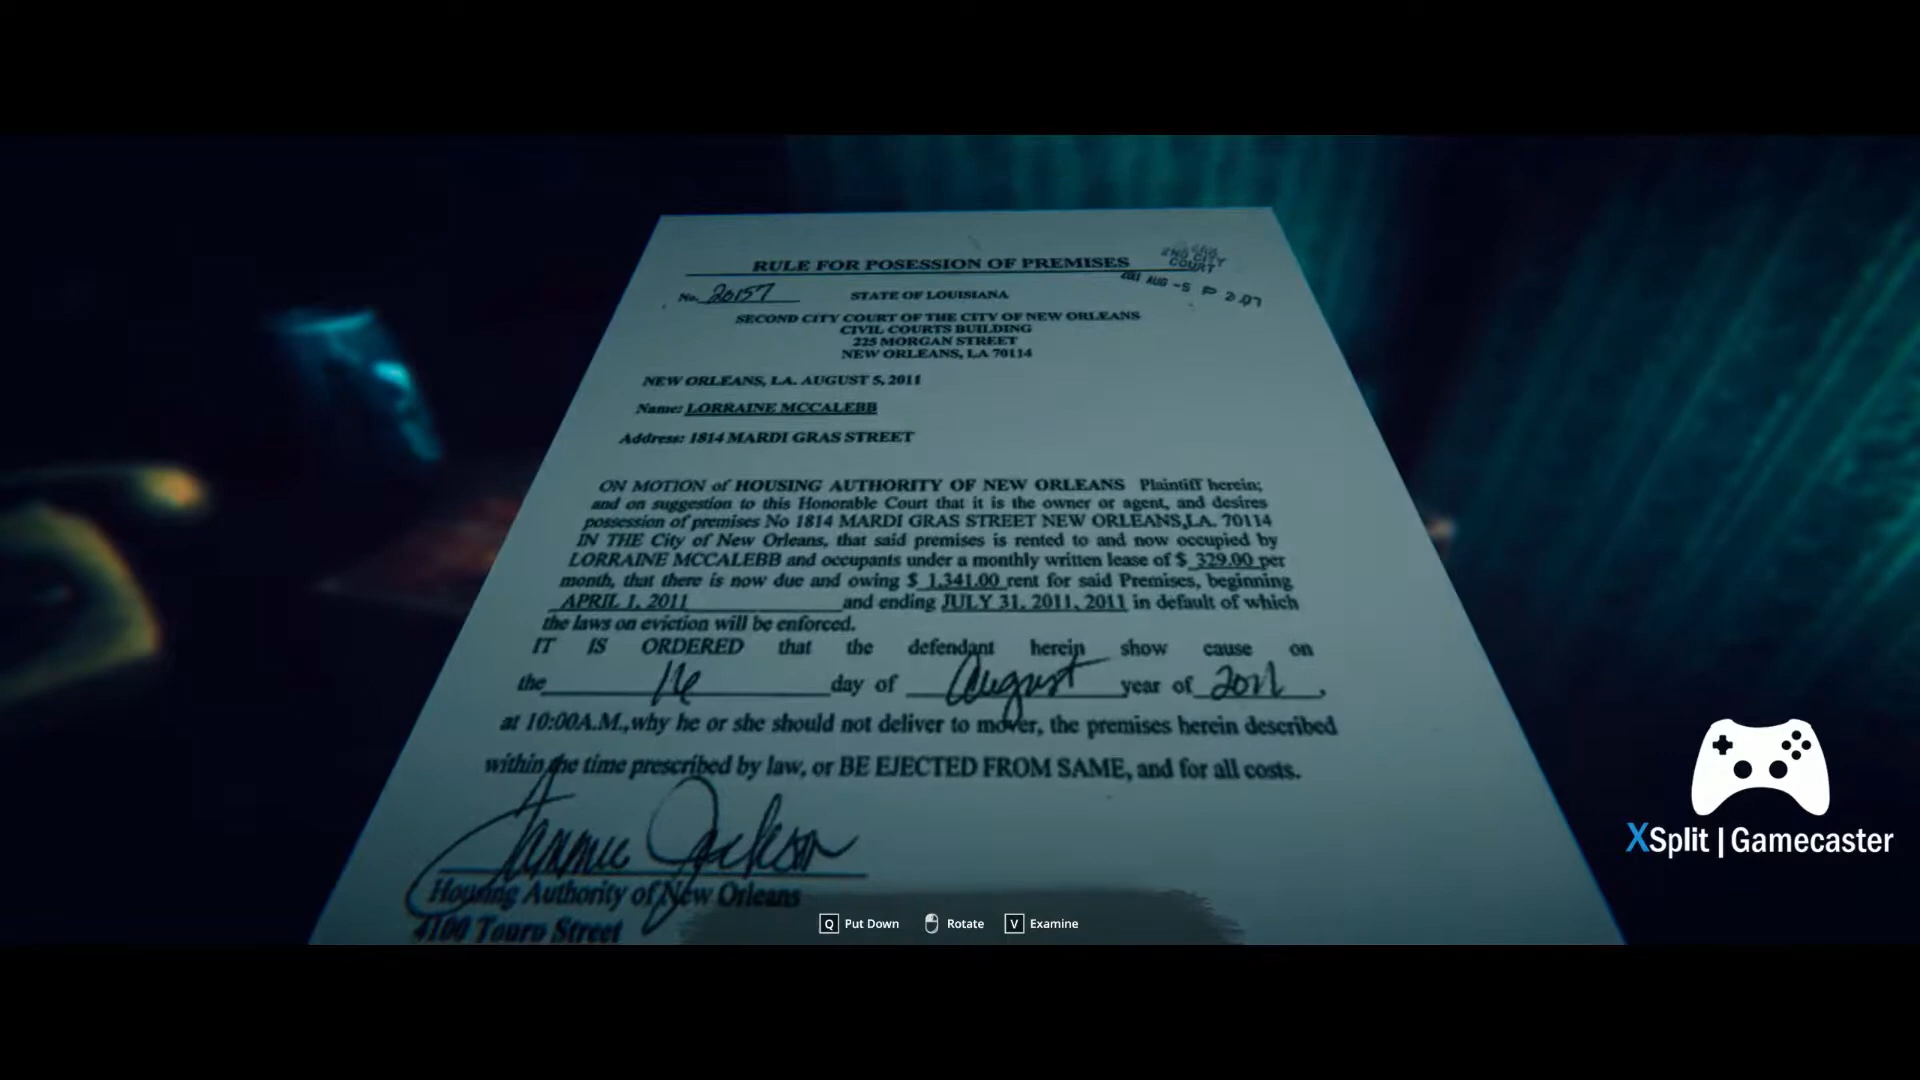 RULE FOR POSESSION OF PREMISES
2ND CITY
COURT
2011 AUG -5 P 2:07
No. 20157
STATE OF LOUISIANA
SECOND CITY COURT OF THE CITY OF NEW ORLEANS
CIVIL COURTS BUILDING
225 MORGAN STREET
NEW ORLEANS, LA 70114
NEW ORLEANS, LA. AUGUST 5, 2011
Name: LORRAINE MCCALEBB
Address: 1814 MARDI GRAS STREET
ON MOTION of HOUSING AUTHORITY OF NEW ORLEANS Plaintiff herein;
and on suggestion to this Honorable Court that it is the owner or agent, and desires
possession of premises No 1814 MARDI GRAS STREET NEW ORLEANS,LA. 70114
IN THE City of New Orleans, that said premises is rented to and now occupied by
LORRAINE MCCALEBB and occupants under a monthly written lease of $ 329.00 per
month, that there is now due and owing $ 1,341.00 rent for said Premises, beginning
APRIL 1, 2011 and ending JULY 31, 2011, 2011 in default of which
the laws on eviction will be enforced.
IT IS ORDERED that the defendant herein show cause on
the 16 day of August year of 2011,
at 10:00A.M.,why he or she should not deliver to mover, the premises herein described
within the time prescribed by law, or BE EJECTED FROM SAME, and for all costs.
Tammie Jackson
Housing Authority of New Orleans
4100 Touro Street
Q Put Down Rotate V Examine
XSplit | Gamecaster